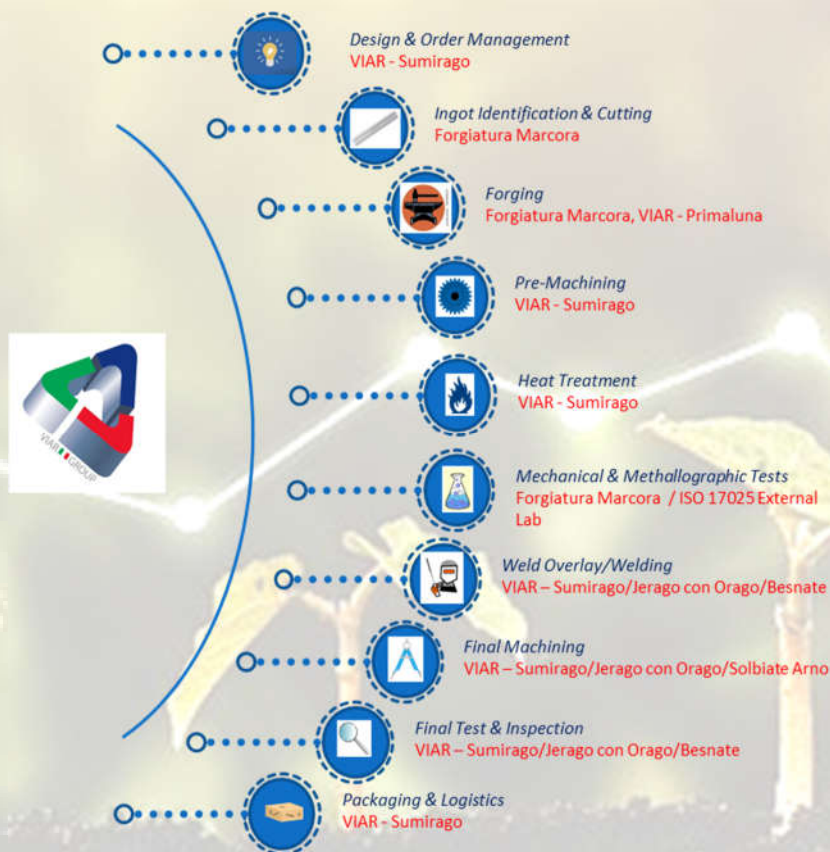 Design & Order Management
VIAR - Sumirago
Ingot Identification & Cutting
Forgiatura Marcora
Forging
Forgiatura Marcora, VIAR - Primaluna
Pre-Machining
VIAR - Sumirago
VIAR GROUP
Heat Treatment
VIAR - Sumirago
Mechanical & Methallographic Tests
Forgiatura Marcora / ISO 17025 External
Lab
Weld Overlay/Welding
VIAR – Sumirago/Jerago con Orago/Besnate
Final Machining
VIAR – Sumirago/Jerago con Orago/Solbiate Arno
Final Test & Inspection
VIAR – Sumirago/Jerago con Orago/Besnate
Packaging & Logistics
VIAR - Sumirago